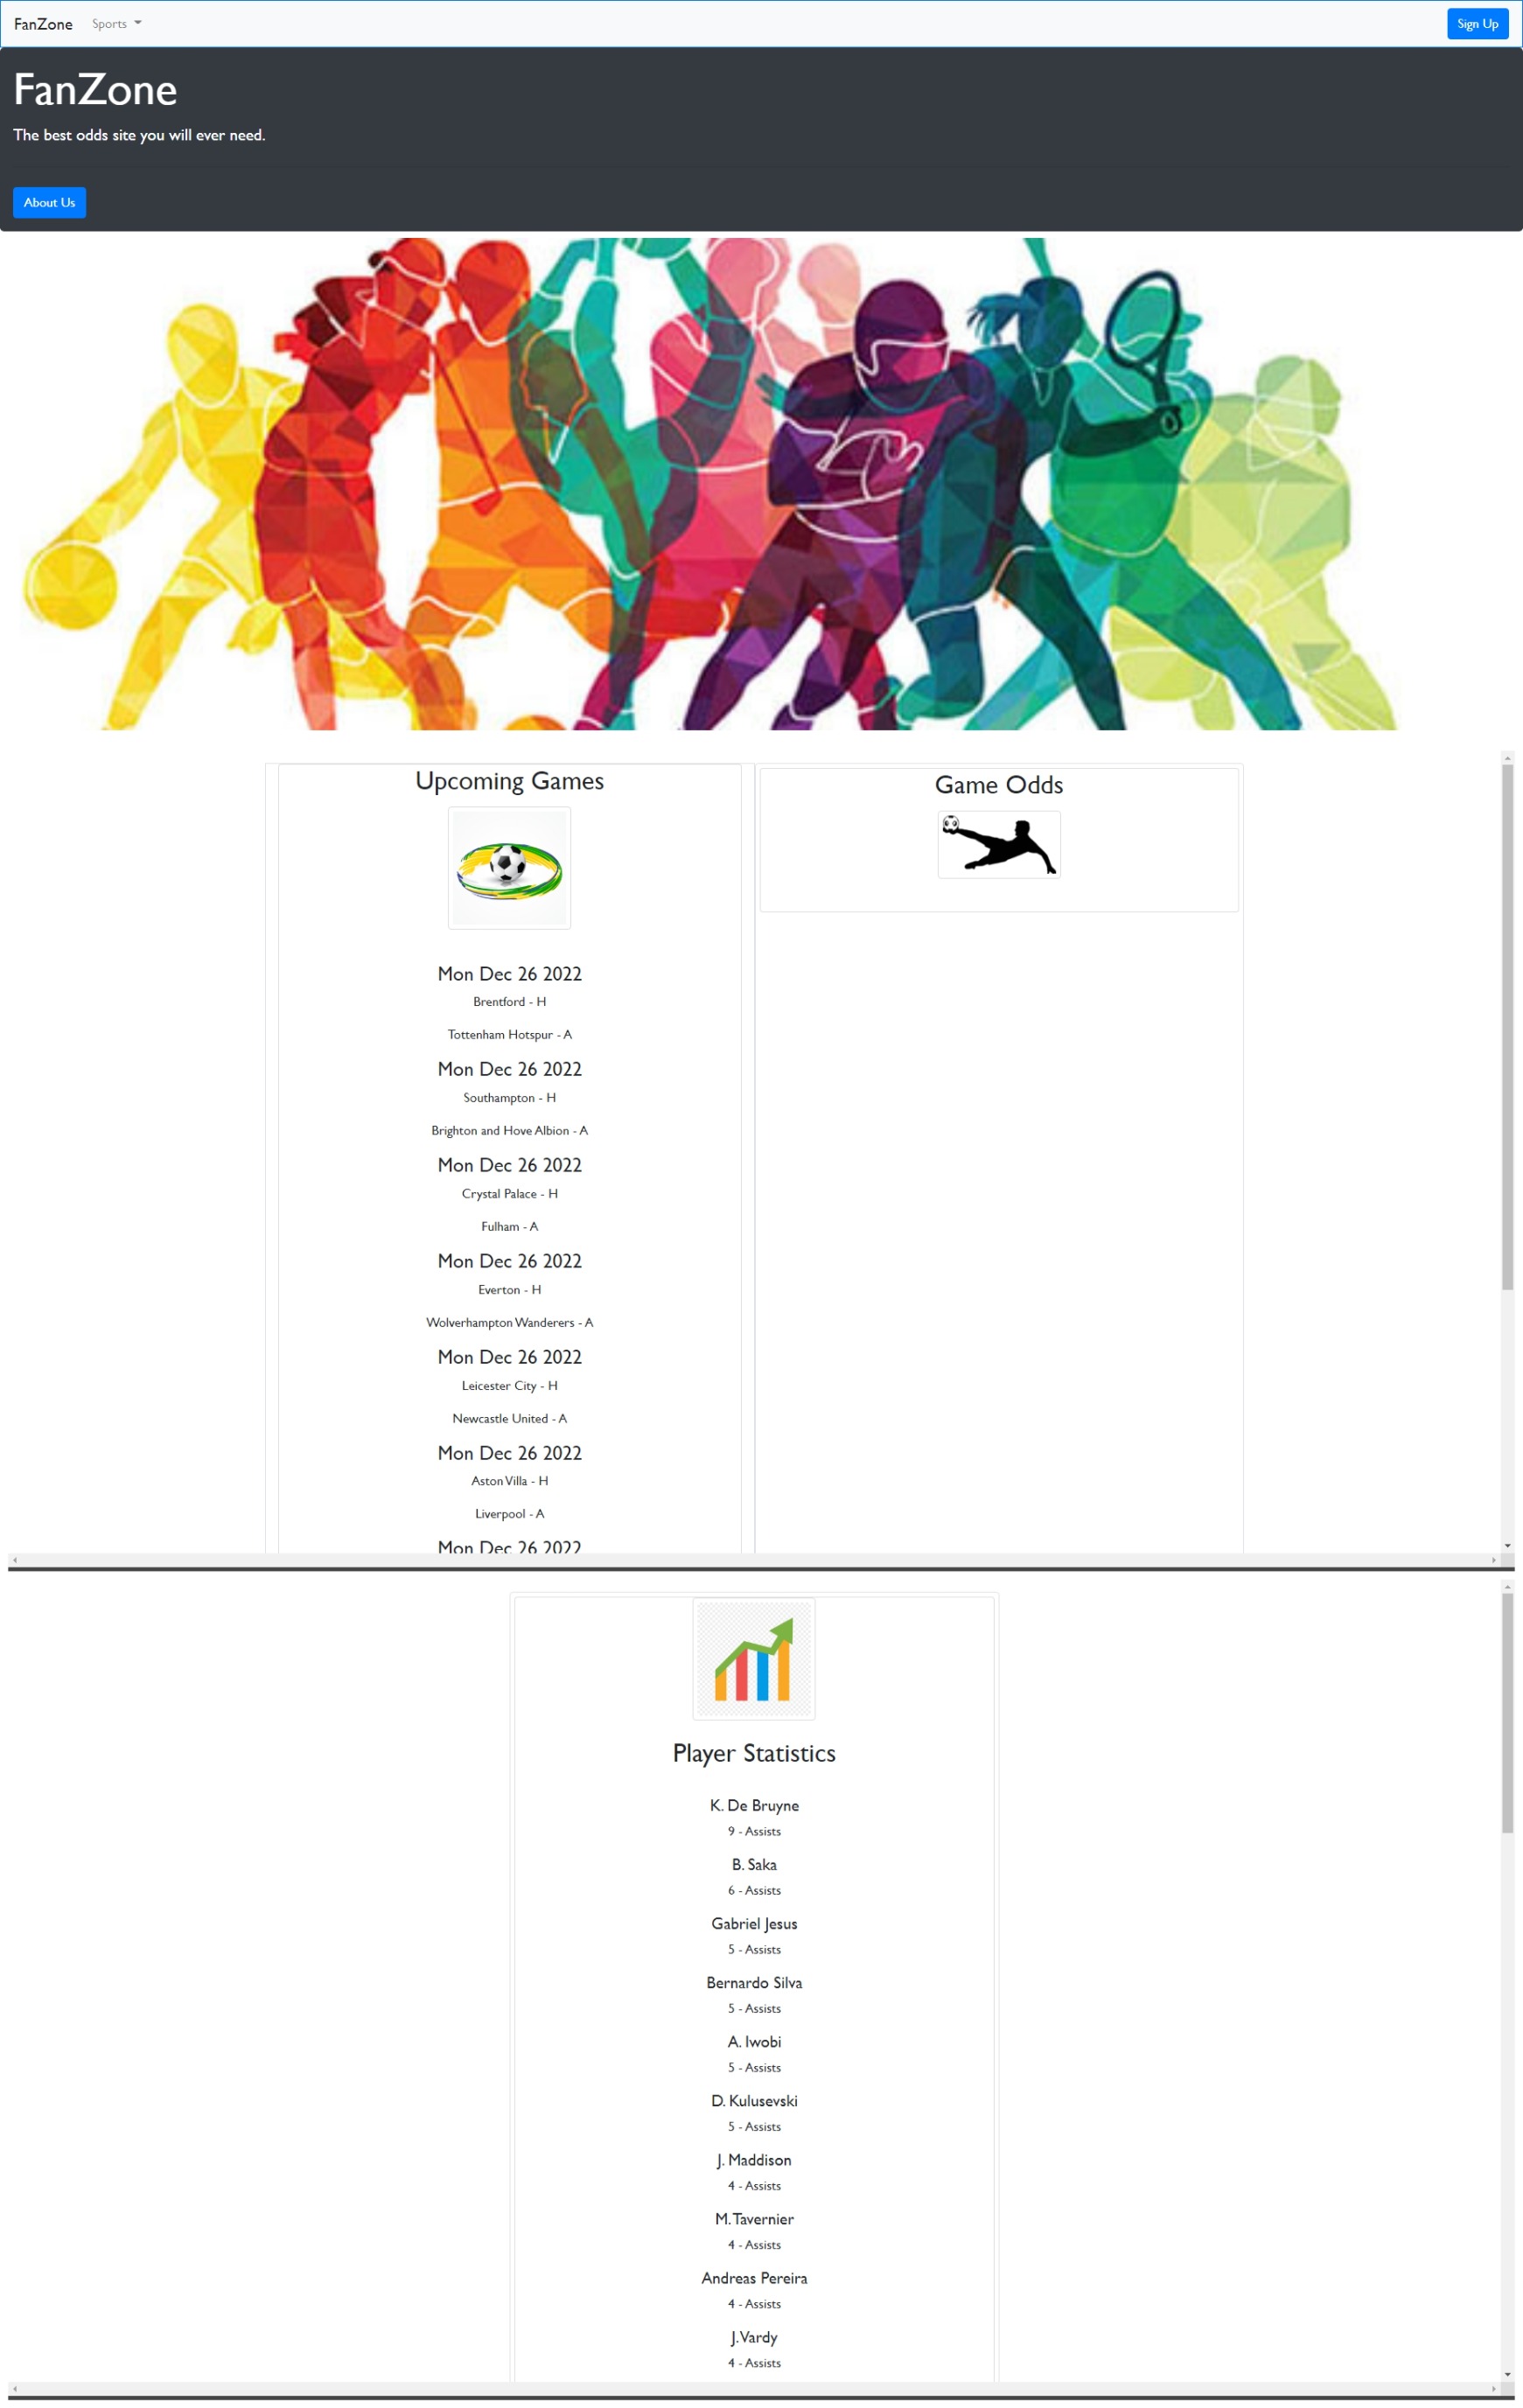 FanZone Sports Sign Up
FanZone
The best odds site you will ever need.
About Us
Upcoming Games
Mon Dec 26 2022
Brentford - H
Tottenham Hotspur - A
Mon Dec 26 2022
Southampton - H
Brighton and Hove Albion - A
Mon Dec 26 2022
Crystal Palace - H
Fulham - A
Mon Dec 26 2022
Everton - H
Wolverhampton Wanderers - A
Mon Dec 26 2022
Leicester City - H
Newcastle United - A
Mon Dec 26 2022
Aston Villa - H
Liverpool - A
Mon Dec 26 2022
Game Odds
Player Statistics
K. De Bruyne
9 - Assists
B. Saka
6 - Assists
Gabriel Jesus
5 - Assists
Bernardo Silva
5 - Assists
A. Iwobi
5 - Assists
D. Kulusevski
5 - Assists
J. Maddison
4 - Assists
M. Tavernier
4 - Assists
Andreas Pereira
4 - Assists
J. Vardy
4 - Assists